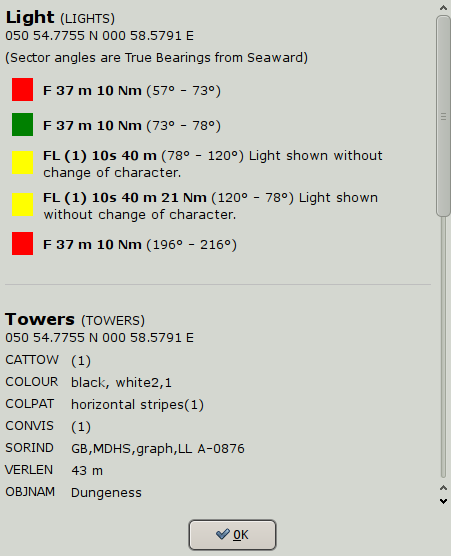 Light (LIGHTS)
050 54.7755 N 000 58.5791 E
(Sector angles are True Bearings from Seaward)
F 37 m 10 Nm (57° - 73°)
F 37 m 10 Nm (73° - 78°)
FL (1) 10s 40 m (78° - 120°) Light shown without
change of character.
FL (1) 10s 40 m 21 Nm (120° - 78°) Light shown
without change of character.
F 37 m 10 Nm (196° - 216°)
Towers (TOWERS)
050 54.7755 N 000 58.5791 E
CATTOW (1)
COLOUR black, white2,1
COLPAT horizontal stripes(1)
CONVIS (1)
SORIND GB,MDHS,graph,LL A-0876
VERLEN 43 m
OBJNAM Dungeness
OK